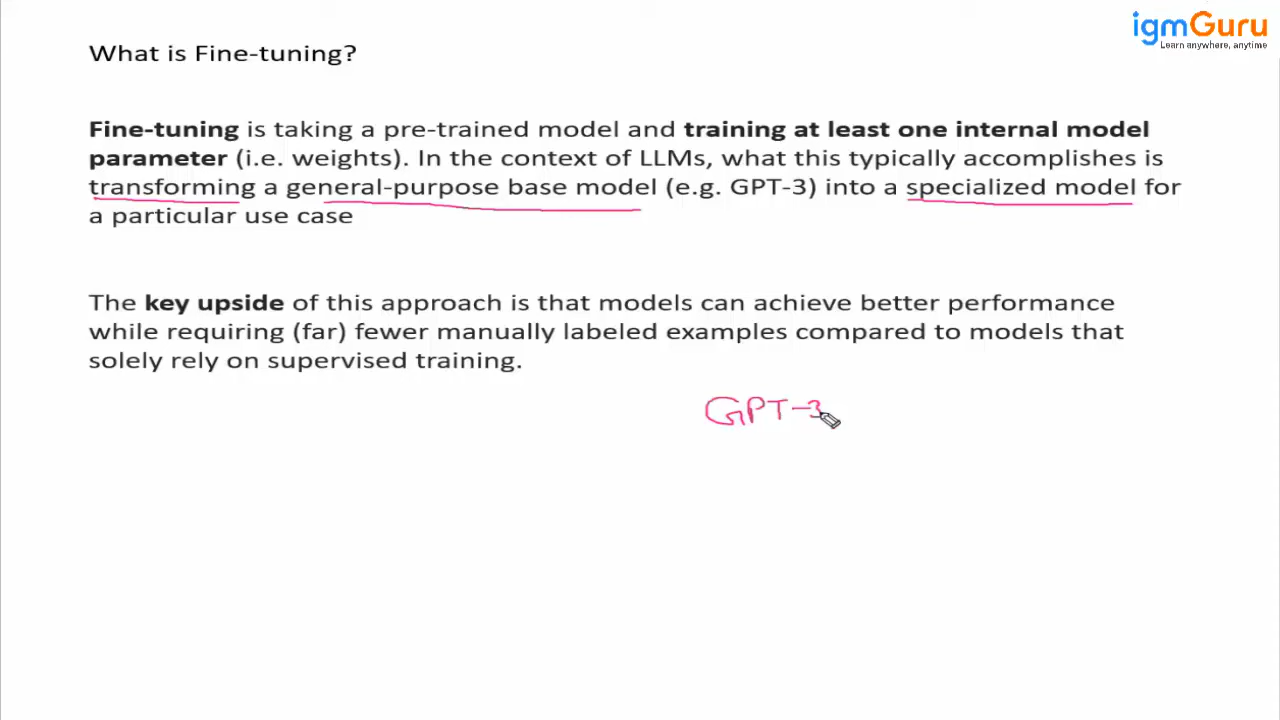 igmGuru
Learn anywhere, anytime
What is Fine-tuning?
Fine-tuning is taking a pre-trained model and training at least one internal model
parameter (i.e. weights). In the context of LLMs, what this typically accomplishes is
transforming a general-purpose base model (e.g. GPT-3) into a specialized model for
a particular use case
The key upside of this approach is that models can achieve better performance
while requiring (far) fewer manually labeled examples compared to models that
solely rely on supervised training.
GPT-3